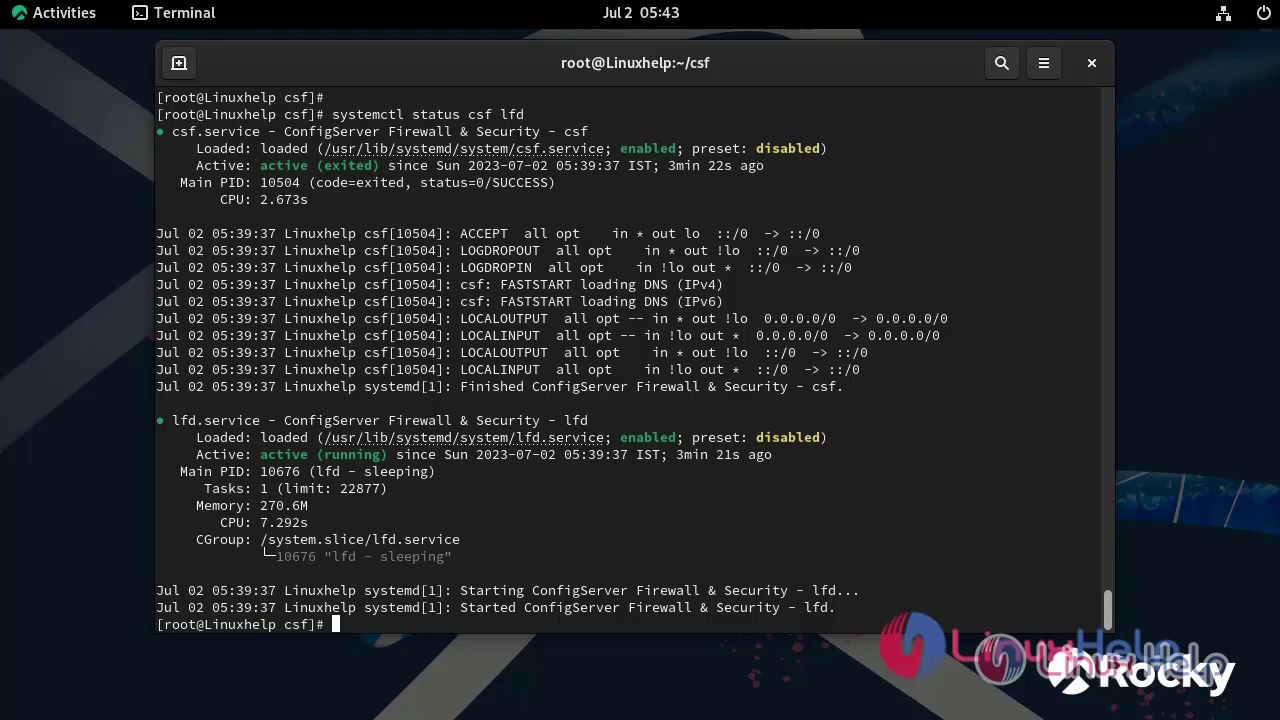 Activities Terminal Jul 2 05:43
root@Linuxhelp:~/csf
[root@Linuxhelp csf]#
[root@Linuxhelp csf]# systemctl status csf lfd
● csf.service - ConfigServer Firewall & Security - csf
     Loaded: loaded (/usr/lib/systemd/system/csf.service; enabled; preset: disabled)
     Active: active (exited) since Sun 2023-07-02 05:39:37 IST; 3min 22s ago
   Main PID: 10504 (code=exited, status=0/SUCCESS)
        CPU: 2.673s
Jul 02 05:39:37 Linuxhelp csf[10504]: ACCEPT  all opt    in * out lo  ::/0  -> ::/0
Jul 02 05:39:37 Linuxhelp csf[10504]: LOGDROPOUT  all opt    in * out !lo  ::/0  -> ::/0
Jul 02 05:39:37 Linuxhelp csf[10504]: LOGDROPIN  all opt    in !lo out *  ::/0  -> ::/0
Jul 02 05:39:37 Linuxhelp csf[10504]: csf: FASTSTART loading DNS (IPv4)
Jul 02 05:39:37 Linuxhelp csf[10504]: csf: FASTSTART loading DNS (IPv6)
Jul 02 05:39:37 Linuxhelp csf[10504]: LOCALOUTPUT  all opt -- in * out !lo  0.0.0.0/0  -> 0.0.0.0/0
Jul 02 05:39:37 Linuxhelp csf[10504]: LOCALINPUT  all opt -- in !lo out *  0.0.0.0/0  -> 0.0.0.0/0
Jul 02 05:39:37 Linuxhelp csf[10504]: LOCALOUTPUT  all opt    in * out !lo  ::/0  -> ::/0
Jul 02 05:39:37 Linuxhelp csf[10504]: LOCALINPUT  all opt    in !lo out *  ::/0  -> ::/0
Jul 02 05:39:37 Linuxhelp systemd[1]: Finished ConfigServer Firewall & Security - csf.
● lfd.service - ConfigServer Firewall & Security - lfd
     Loaded: loaded (/usr/lib/systemd/system/lfd.service; enabled; preset: disabled)
     Active: active (running) since Sun 2023-07-02 05:39:37 IST; 3min 21s ago
   Main PID: 10676 (lfd - sleeping)
      Tasks: 1 (limit: 22877)
     Memory: 270.6M
        CPU: 7.292s
     CGroup: /system.slice/lfd.service
             └─10676 "lfd - sleeping"
Jul 02 05:39:37 Linuxhelp systemd[1]: Starting ConfigServer Firewall & Security - lfd...
Jul 02 05:39:37 Linuxhelp systemd[1]: Started ConfigServer Firewall & Security - lfd.
[root@Linuxhelp csf]#
LinuxHelp
LinuxHelp
Rocky